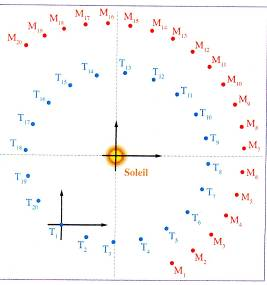 M₁₆ M₁₅
M₁₇
M₁₈ M₁₄
M₁₉
M₂₀ M₁₃
M₁₂
T₁₄ T₁₃ M₁₁
T₁₅ T₁₂
M₁₀
T₁₆ T₁₁
M₉
T₁₀
T₁₇ M₈
T₉
T₁₈ M₇
T₈
Soleil M₆
T₁₉
T₇ M₅
T₂₀
T₆ M₄
T₁ T₅
T₂ T₃ T₄ M₃
M₂
M₁